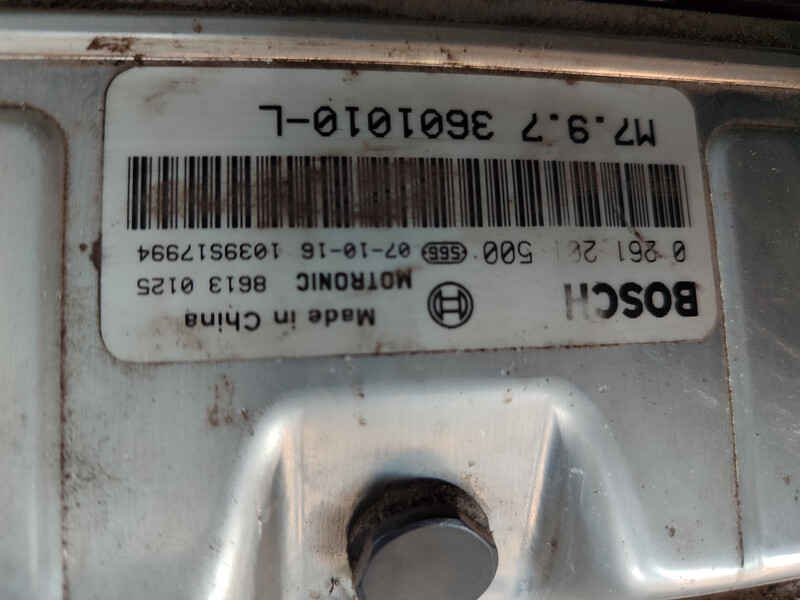 BOSCH
Made in China
MOTRONIC 8613 0125
0 261 201 500 07-10-16 1039S17994
M7.9.7 3601010-L